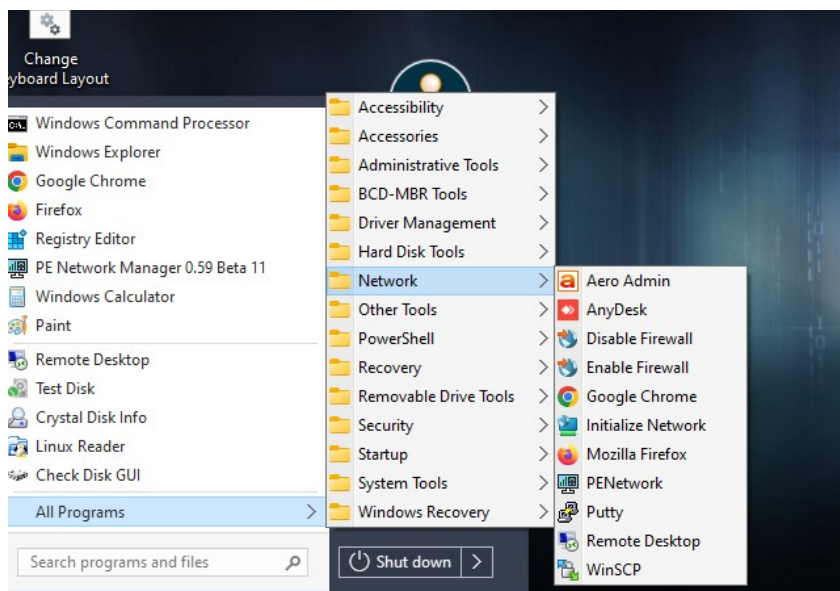 Change
yboard Layout
Windows Command Processor
Windows Explorer
Google Chrome
Firefox
Registry Editor
PE Network Manager 0.59 Beta 11
Windows Calculator
Paint
Remote Desktop
Test Disk
Crystal Disk Info
Linux Reader
Check Disk GUI
All Programs
Search programs and files
Accessibility
Accessories
Administrative Tools
BCD-MBR Tools
Driver Management
Hard Disk Tools
Network
Other Tools
PowerShell
Recovery
Removable Drive Tools
Security
Startup
System Tools
Windows Recovery
Shut down
Aero Admin
AnyDesk
Disable Firewall
Enable Firewall
Google Chrome
Initialize Network
Mozilla Firefox
PENetwork
Putty
Remote Desktop
WinSCP